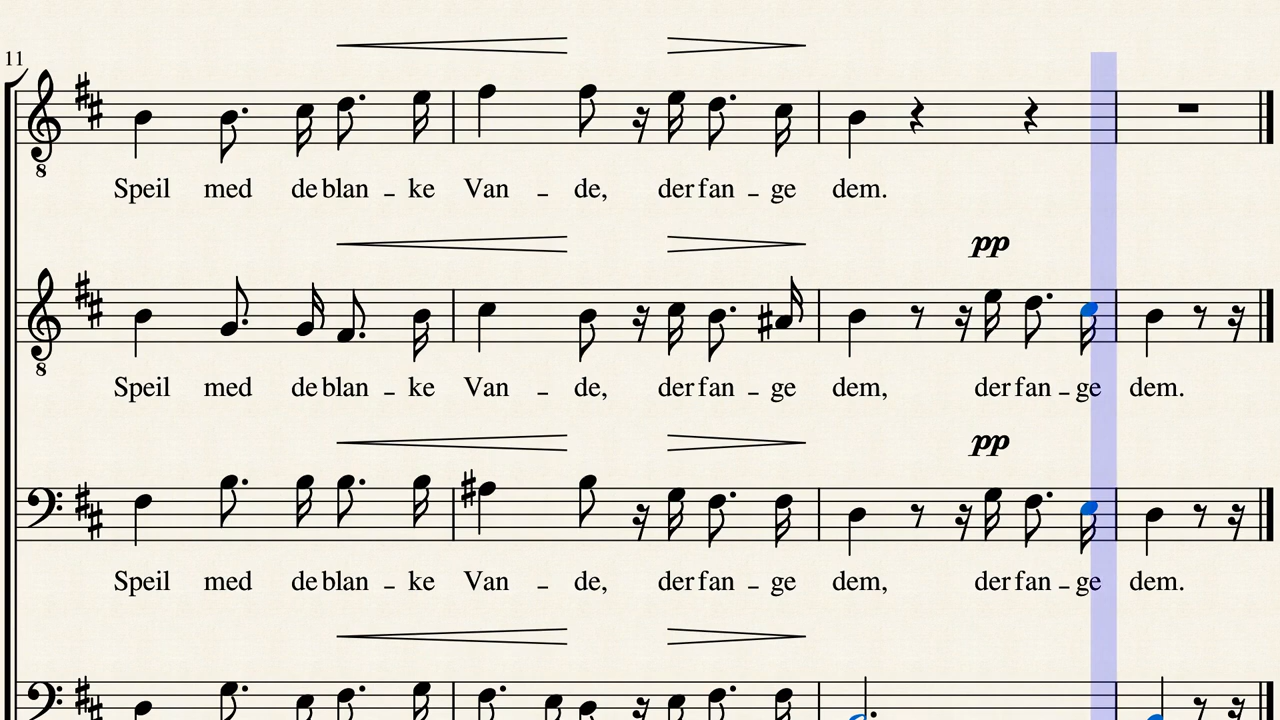 11
8
Speil med de blan - ke Van - de, der fan - ge dem.
pp
8
Speil med de blan - ke Van - de, der fan - ge dem, der fan - ge dem.
pp
Speil med de blan - ke Van - de, der fan - ge dem, der fan - ge dem.